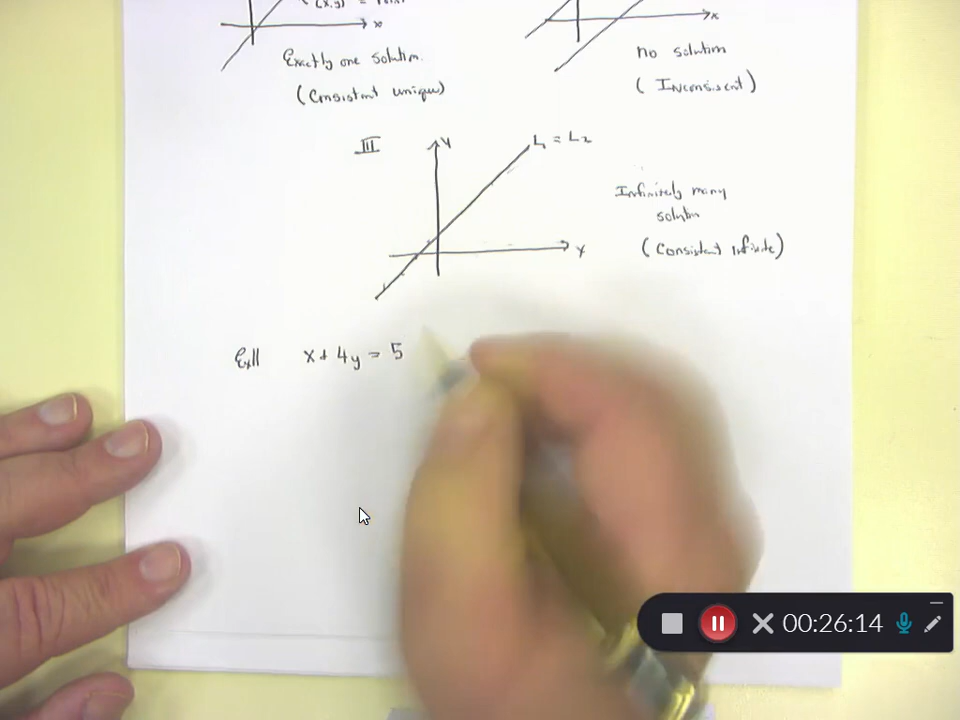 (x,y)
x
x
Exactly one solution.
(Consistent unique)
no solution
(Inconsisent)
III
y
L1 = L2
Infinitely many
solution
(Consistent Infinite)
x
Ex11 x + 4y = 5
00:26:14